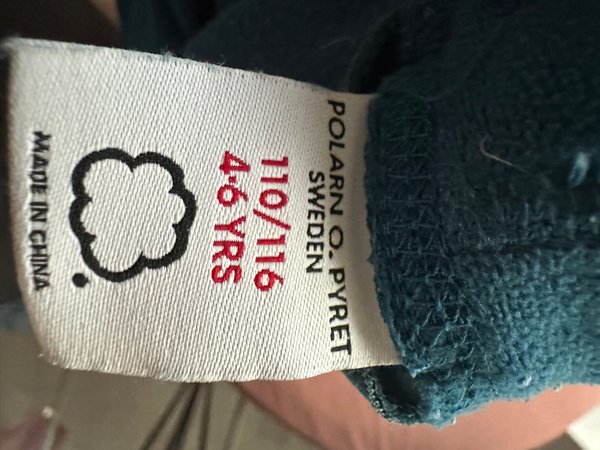 POLARN O. PYRET
SWEDEN
110/116
4-6 YRS
MADE IN CHINA